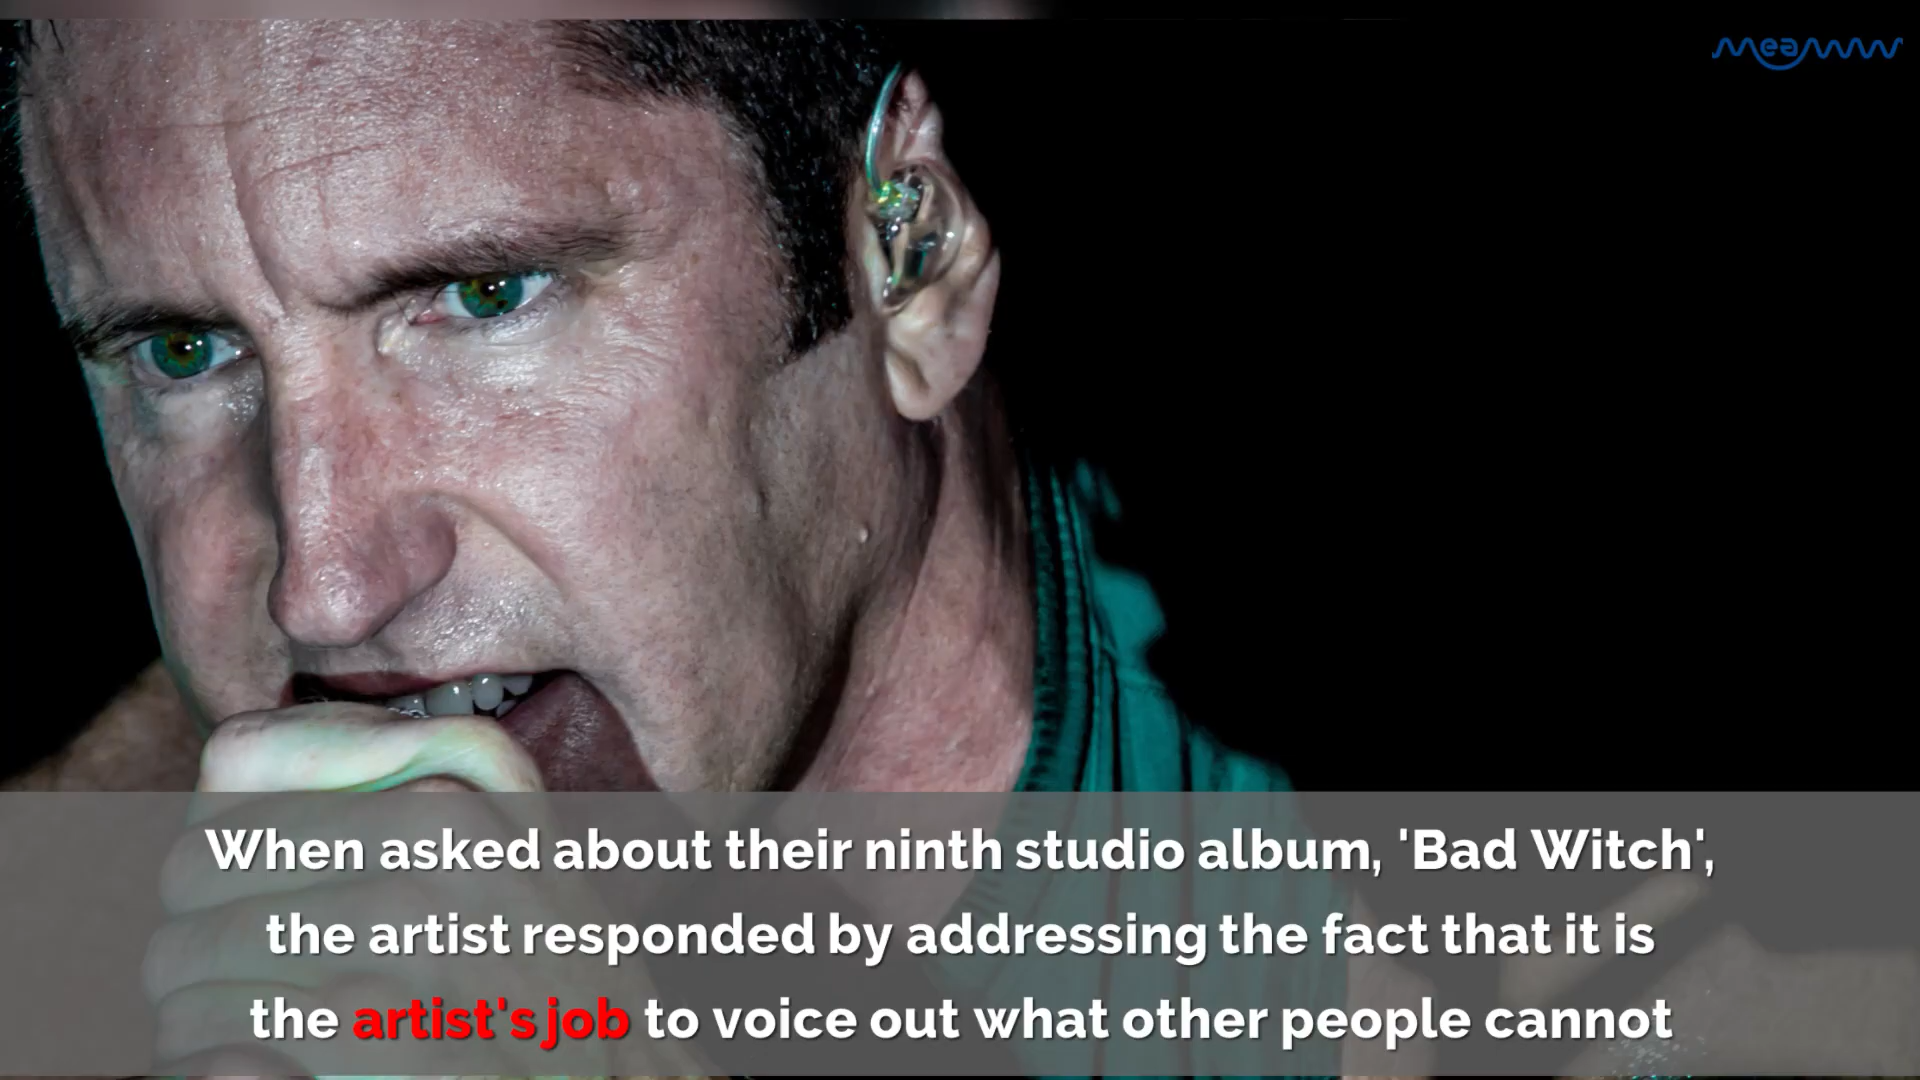 meaww
When asked about their ninth studio album, 'Bad Witch',
the artist responded by addressing the fact that it is
the artist's job to voice out what other people cannot